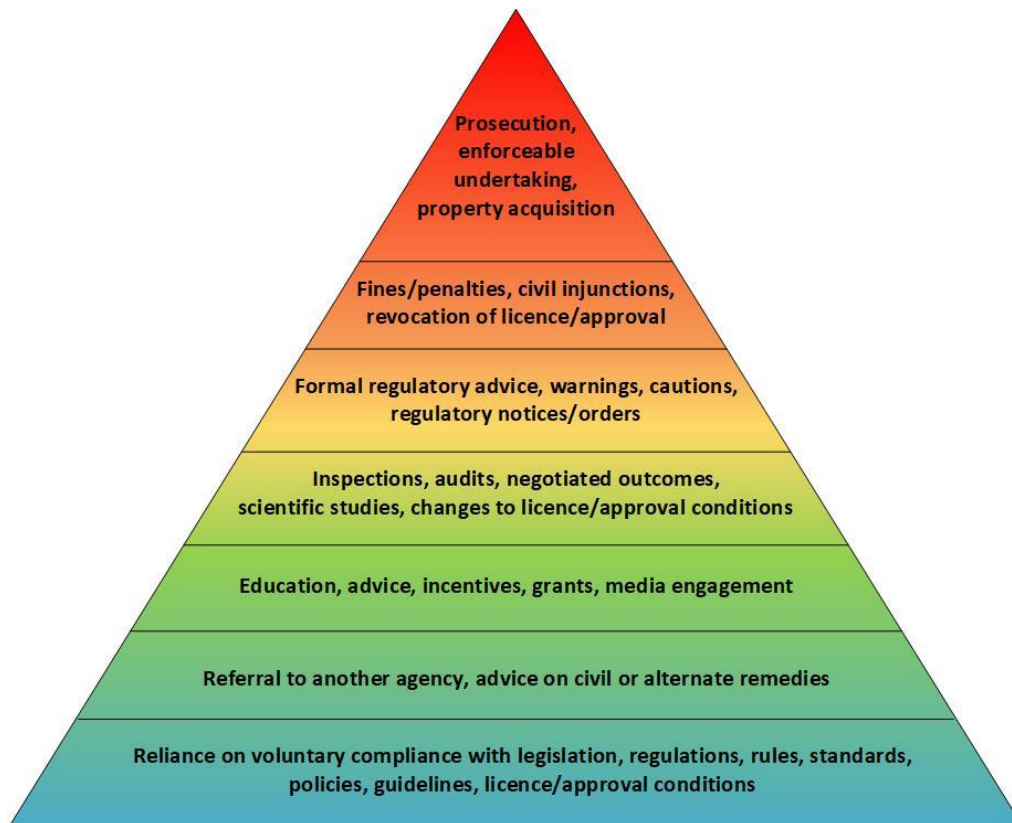 Prosecution,
enforceable
undertaking,
property acquisition
Fines/penalties, civil injunctions,
revocation of licence/approval
Formal regulatory advice, warnings, cautions,
regulatory notices/orders
Inspections, audits, negotiated outcomes,
scientific studies, changes to licence/approval conditions
Education, advice, incentives, grants, media engagement
Referral to another agency, advice on civil or alternate remedies
Reliance on voluntary compliance with legislation, regulations, rules, standards,
policies, guidelines, licence/approval conditions